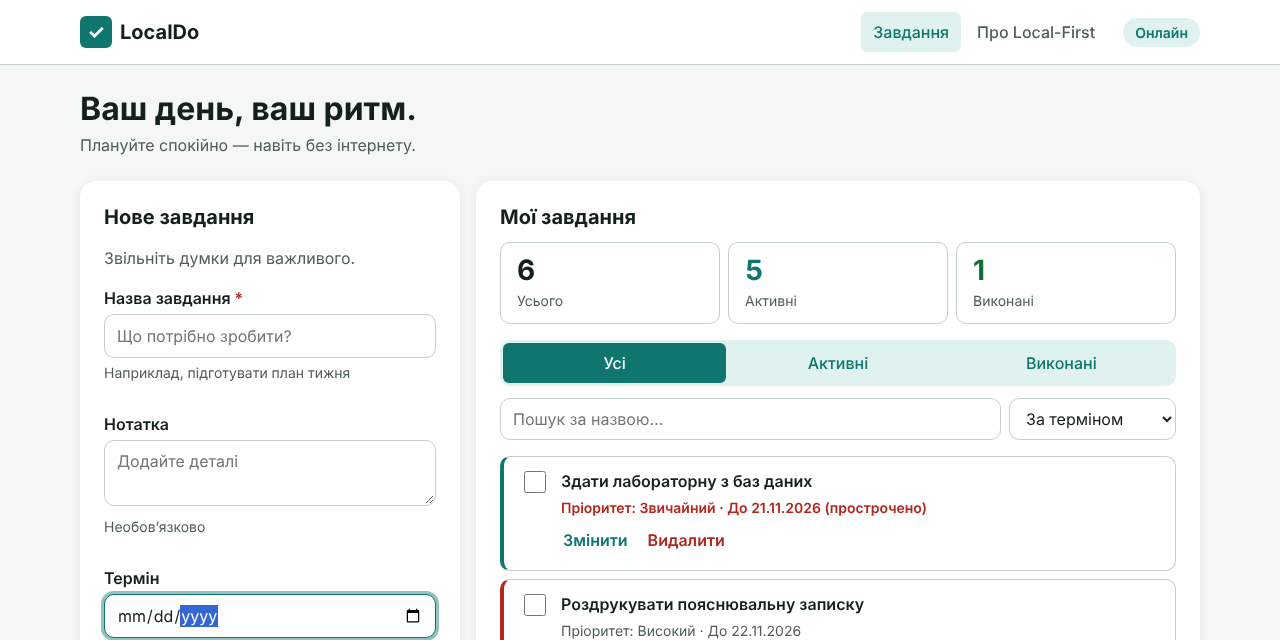 LocalDo
Завдання
Про Local-First
Онлайн
Ваш день, ваш ритм.
Плануйте спокійно — навіть без інтернету.
Нове завдання
Звільніть думки для важливого.
Назва завдання *
Що потрібно зробити?
Наприклад, підготувати план тижня
Нотатка
Додайте деталі
Необов’язково
Термін
mm/dd/yyyy
Мої завдання
6
Усього
5
Активні
1
Виконані
Усі
Активні
Виконані
Пошук за назвою…
За терміном
Здати лабораторну з баз даних
Пріоритет: Звичайний · До 21.11.2026 (прострочено)
Змінити
Видалити
Роздрукувати пояснювальну записку
Пріоритет: Високий · До 22.11.2026